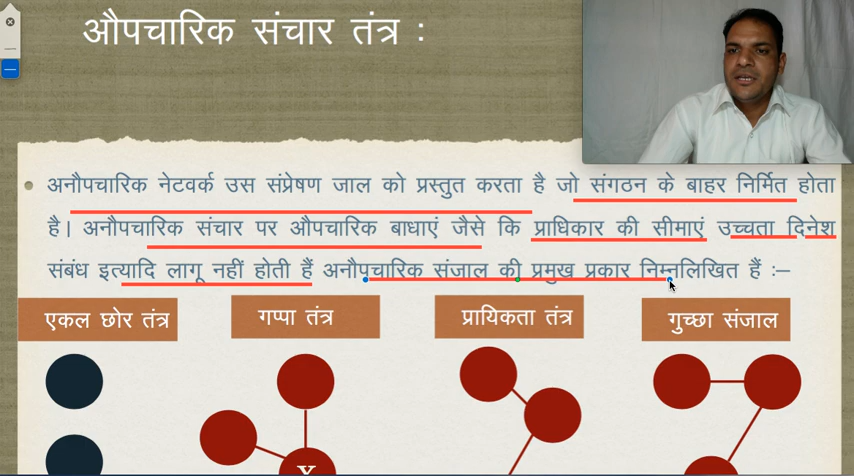 औपचारिक संचार तंत्र :
अनौपचारिक नेटवर्क उस संप्रेषण जाल को प्रस्तुत करता है जो संगठन के बाहर निर्मित होता
है। अनौपचारिक संचार पर औपचारिक बाधाएं जैसे कि प्राधिकार की सीमाएं उच्चता दिनेश
संबंध इत्यादि लागू नहीं होती हैं अनौपचारिक संजाल की प्रमुख प्रकार निम्नलिखित हैं :–
एकल छोर तंत्र
गप्पा तंत्र
प्रायिकता तंत्र
गुच्छा संजाल
X